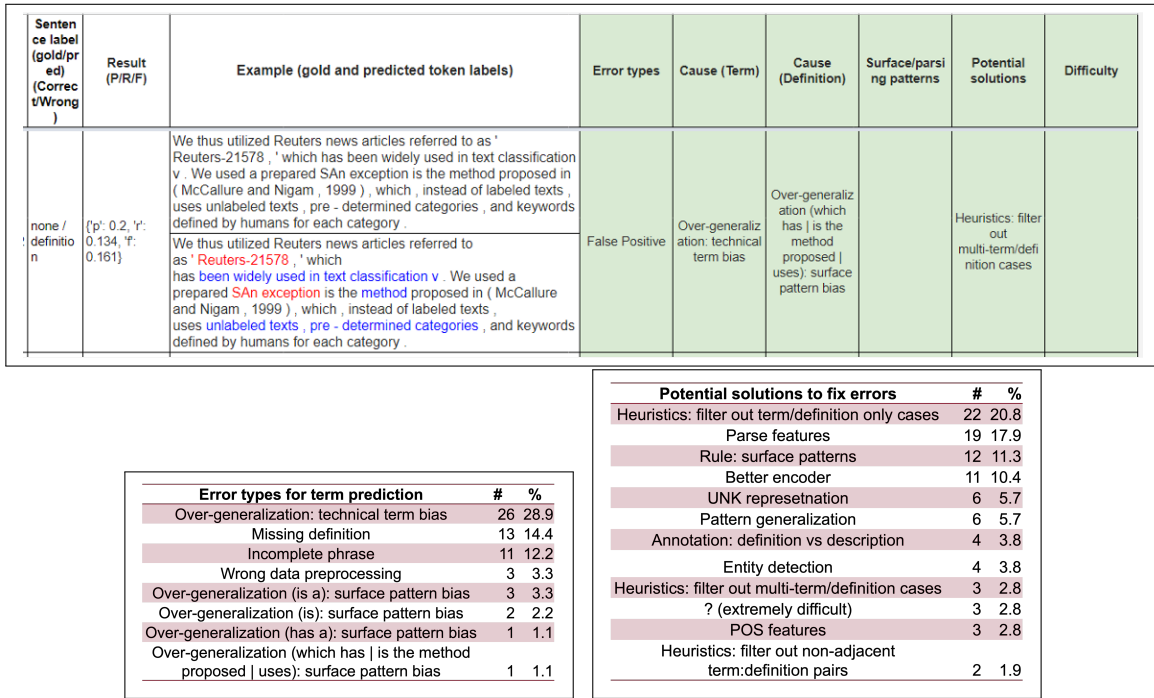 Senten
ce label
(gold/pr
ed)
(Correc
t/Wrong
)
Result
(P/R/F)
Example (gold and predicted token labels)
Error types
Cause (Term)
Cause
(Definition)
Surface/parsi
ng patterns
Potential
solutions
Difficulty
none /
definitio
n
{'p': 0.2, 'r':
0.134, 'f':
0.161}
We thus utilized Reuters news articles referred to as '
Reuters-21578 , ' which has been widely used in text classification
v . We used a prepared SAn exception is the method proposed in
( McCallure and Nigam , 1999 ) , which , instead of labeled texts ,
uses unlabeled texts , pre - determined categories , and keywords
defined by humans for each category .
We thus utilized Reuters news articles referred to
as ' Reuters-21578 , ' which
has been widely used in text classification v . We used a
prepared SAn exception is the method proposed in ( McCallure
and Nigam , 1999 ) , which , instead of labeled texts ,
uses unlabeled texts , pre - determined categories , and keywords
defined by humans for each category .
False Positive
Over-generaliz
ation: technical
term bias
Over-generaliz
ation (which
has | is the
method
proposed |
uses): surface
pattern bias
Heuristics: filter
out
multi-term/defi
nition cases
Error types for term prediction # %
Over-generalization: technical term bias 26 28.9
Missing definition 13 14.4
Incomplete phrase 11 12.2
Wrong data preprocessing 3 3.3
Over-generalization (is a): surface pattern bias 3 3.3
Over-generalization (is): surface pattern bias 2 2.2
Over-generalization (has a): surface pattern bias 1 1.1
Over-generalization (which has | is the method
proposed | uses): surface pattern bias 1 1.1
Potential solutions to fix errors # %
Heuristics: filter out term/definition only cases 22 20.8
Parse features 19 17.9
Rule: surface patterns 12 11.3
Better encoder 11 10.4
UNK represetnation 6 5.7
Pattern generalization 6 5.7
Annotation: definition vs description 4 3.8
Entity detection 4 3.8
Heuristics: filter out multi-term/definition cases 3 2.8
? (extremely difficult) 3 2.8
POS features 3 2.8
Heuristics: filter out non-adjacent
term:definition pairs 2 1.9